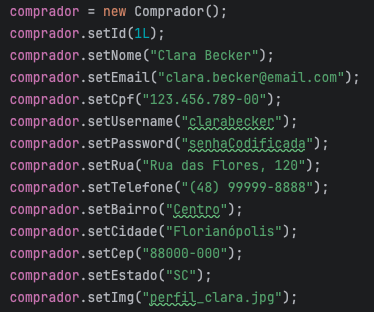 comprador = new Comprador();
comprador.setId(1L);
comprador.setNome("Clara Becker");
comprador.setEmail("clara.becker@email.com");
comprador.setCpf("123.456.789-00");
comprador.setUsername("clarabecker");
comprador.setPassword("senhaCodificada");
comprador.setRua("Rua das Flores, 120");
comprador.setTelefone("(48) 99999-8888");
comprador.setBairro("Centro");
comprador.setCidade("Florianópolis");
comprador.setCep("88000-000");
comprador.setEstado("SC");
comprador.setImg("perfil_clara.jpg");